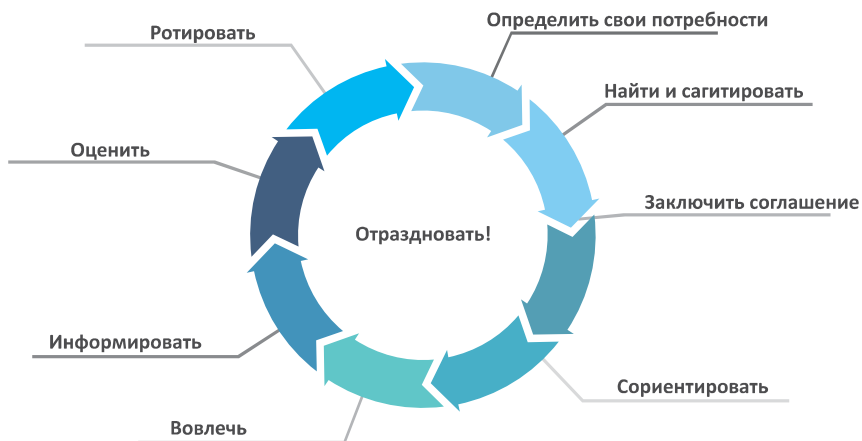 Определить свои потребности
Найти и сагитировать
Заключить соглашение
Сориентировать
Вовлечь
Информировать
Оценить
Ротировать
Отраздновать!